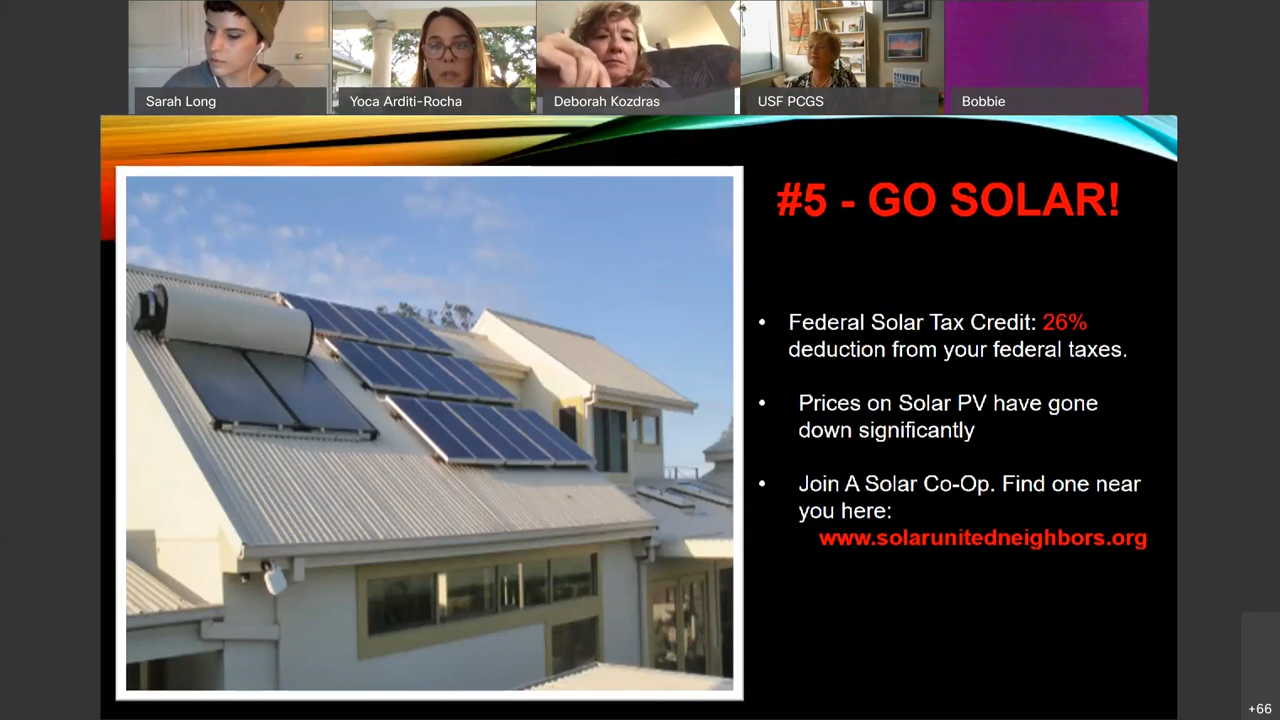 Sarah Long
Yoca Arditi-Rocha
Deborah Kozdras
USF PCGS
Bobbie
#5 - GO SOLAR!
• Federal Solar Tax Credit: 26%
deduction from your federal taxes.
• Prices on Solar PV have gone
down significantly
• Join A Solar Co-Op. Find one near
you here:
www.solarunitedneighbors.org
+66